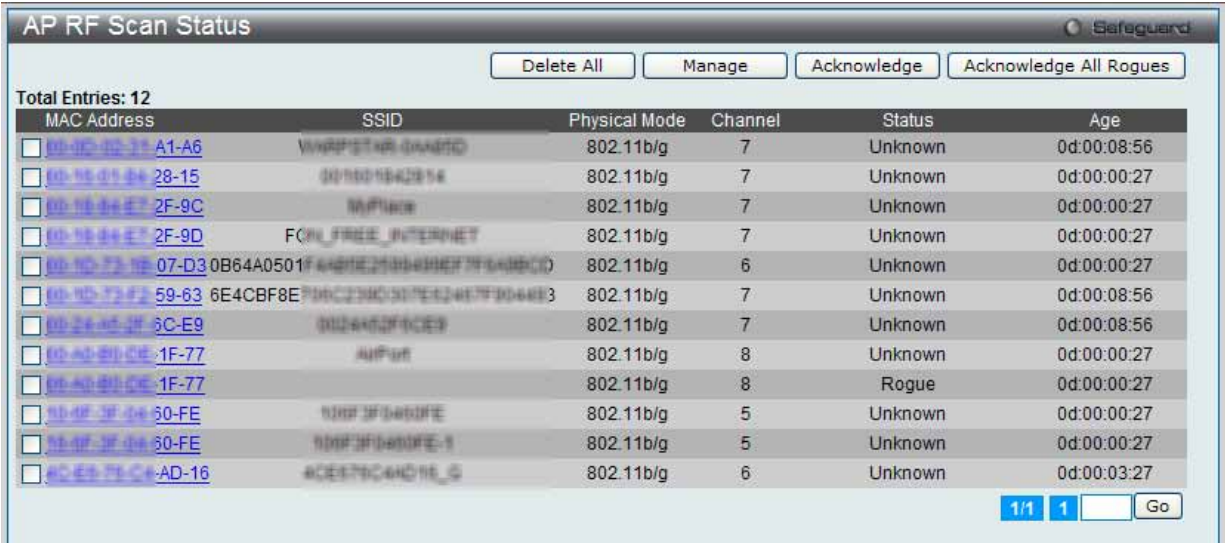 AP RF Scan Status
Safeguard
Delete All Manage Acknowledge Acknowledge All Rogues
Total Entries: 12
MAC Address SSID Physical Mode Channel Status Age
A1-A6 802.11b/g 7 Unknown 0d:00:08:56
28-15 802.11b/g 7 Unknown 0d:00:00:27
2F-9C 802.11b/g 7 Unknown 0d:00:00:27
2F-9D 802.11b/g 7 Unknown 0d:00:00:27
07-D3 0B64A0501 802.11b/g 6 Unknown 0d:00:00:27
59-63 6E4CBF8E 802.11b/g 7 Unknown 0d:00:08:56
6C-E9 802.11b/g 7 Unknown 0d:00:08:56
1F-77 802.11b/g 8 Unknown 0d:00:00:27
1F-77 802.11b/g 8 Rogue 0d:00:00:27
60-FE 802.11b/g 5 Unknown 0d:00:00:27
60-FE 802.11b/g 5 Unknown 0d:00:00:27
-AD-16 802.11b/g 6 Unknown 0d:00:03:27
1/1 1 Go